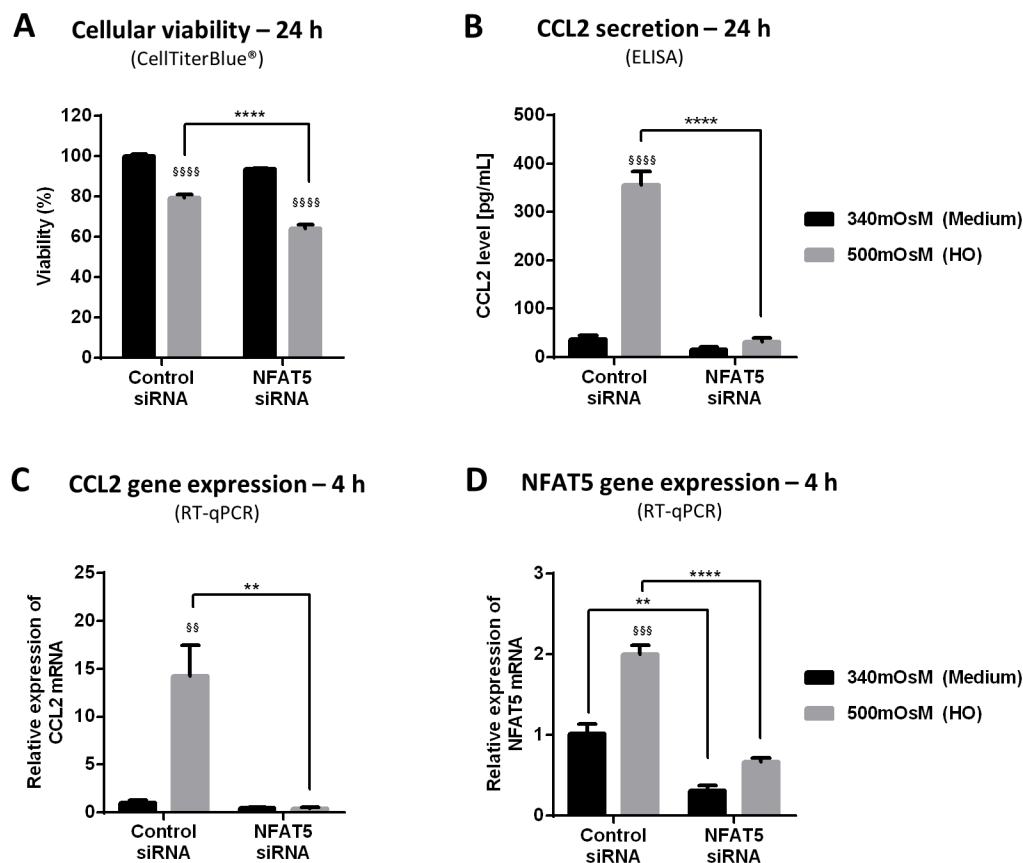 A
Cellular viability – 24 h
(CellTiterBlue®)
Viability (%)
120
100
80
60
40
20
0
****
§§§§
§§§§
Control
siRNA
NFAT5
siRNA
B
CCL2 secretion – 24 h
(ELISA)
CCL2 level [pg/mL]
500
400
300
200
100
0
****
§§§§
Control
siRNA
NFAT5
siRNA
340mOsM (Medium)
500mOsM (HO)
C
CCL2 gene expression – 4 h
(RT-qPCR)
Relative expression of
CCL2 mRNA
25
20
15
10
5
0
**
§§
Control
siRNA
NFAT5
siRNA
D
NFAT5 gene expression – 4 h
(RT-qPCR)
Relative expression of
NFAT5 mRNA
3
2
1
0
****
**
§§§
Control
siRNA
NFAT5
siRNA
340mOsM (Medium)
500mOsM (HO)